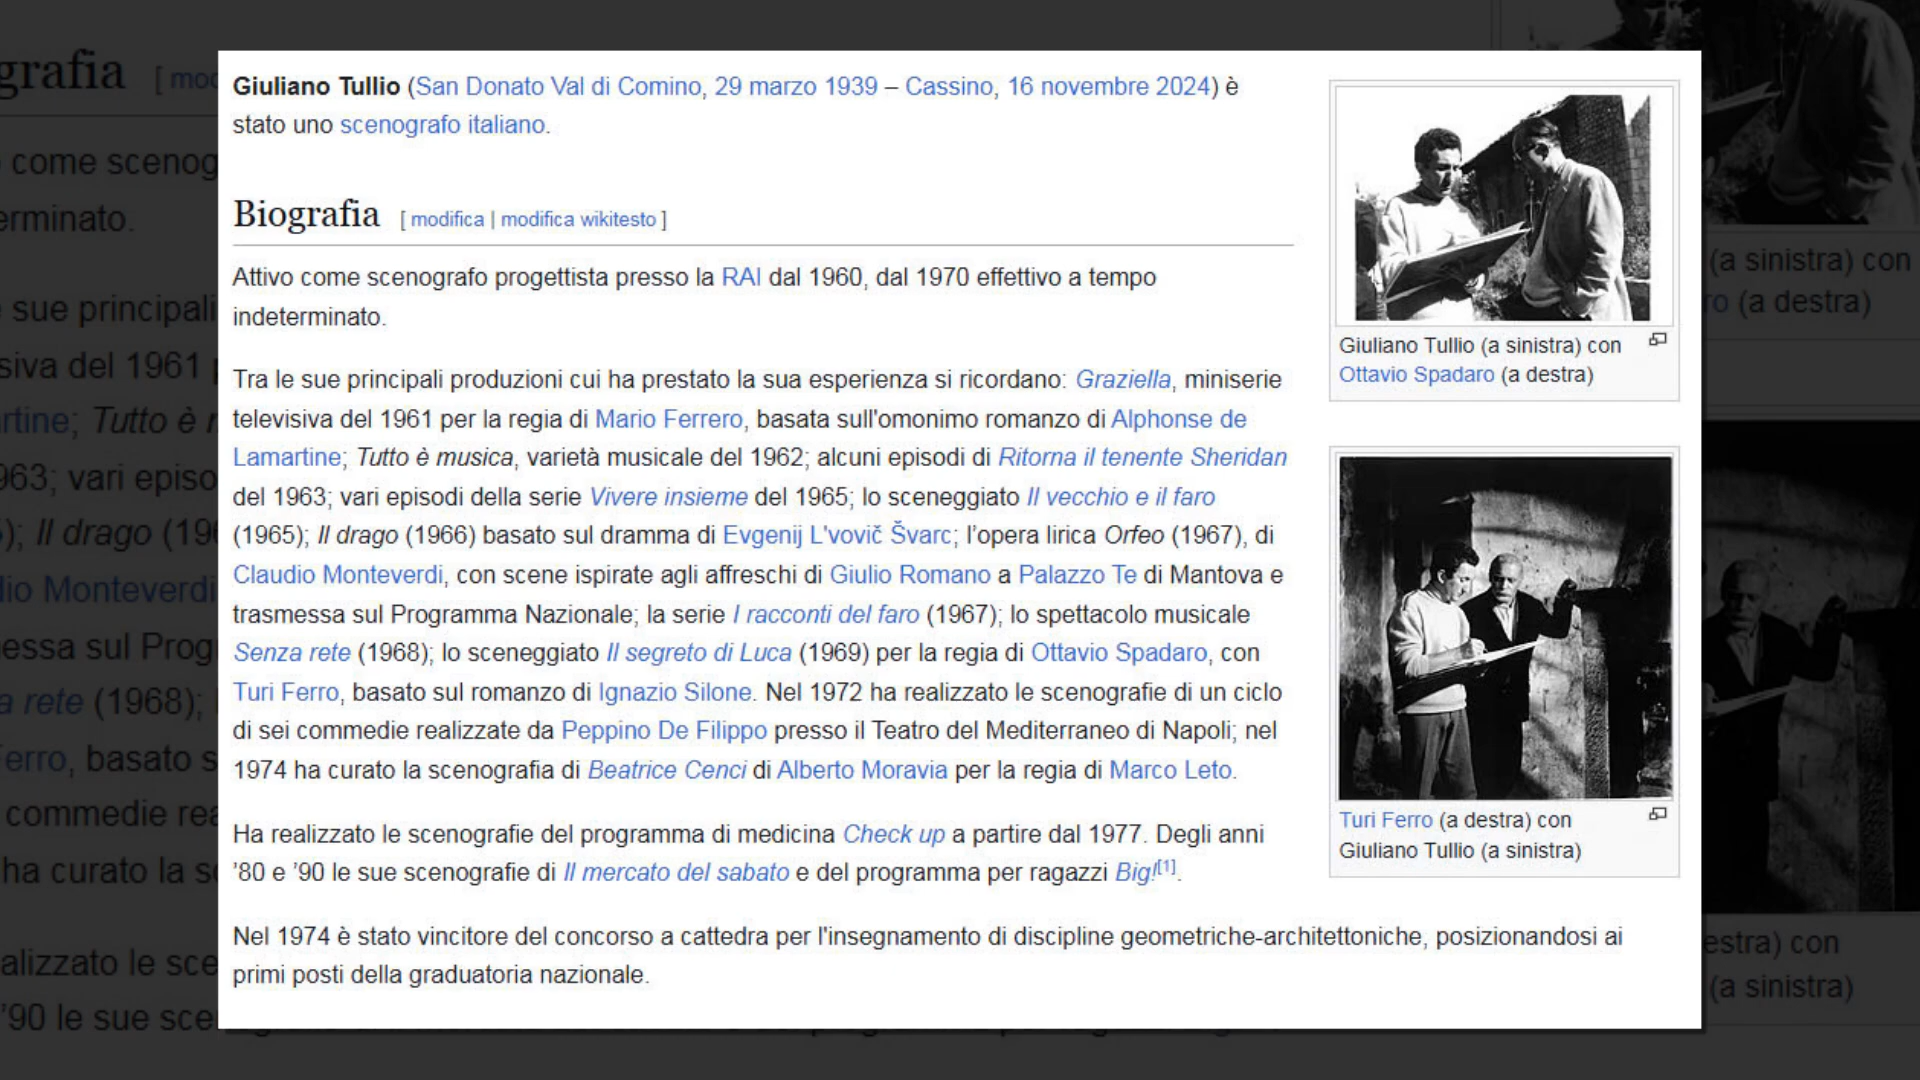 Giuliano Tullio (San Donato Val di Comino, 29 marzo 1939 – Cassino, 16 novembre 2024) è
stato uno scenografo italiano.
Biografia [ modifica | modifica wikitesto ]
Attivo come scenografo progettista presso la RAI dal 1960, dal 1970 effettivo a tempo
indeterminato.
Tra le sue principali produzioni cui ha prestato la sua esperienza si ricordano: Graziella, miniserie
televisiva del 1961 per la regia di Mario Ferrero, basata sull'omonimo romanzo di Alphonse de
Lamartine; Tutto è musica, varietà musicale del 1962; alcuni episodi di Ritorna il tenente Sheridan
del 1963; vari episodi della serie Vivere insieme del 1965; lo sceneggiato Il vecchio e il faro
(1965); Il drago (1966) basato sul dramma di Evgenij L'vovič Švarc; l’opera lirica Orfeo (1967), di
Claudio Monteverdi, con scene ispirate agli affreschi di Giulio Romano a Palazzo Te di Mantova e
trasmessa sul Programma Nazionale; la serie I racconti del faro (1967); lo spettacolo musicale
Senza rete (1968); lo sceneggiato Il segreto di Luca (1969) per la regia di Ottavio Spadaro, con
Turi Ferro, basato sul romanzo di Ignazio Silone. Nel 1972 ha realizzato le scenografie di un ciclo
di sei commedie realizzate da Peppino De Filippo presso il Teatro del Mediterraneo di Napoli; nel
1974 ha curato la scenografia di Beatrice Cenci di Alberto Moravia per la regia di Marco Leto.
Ha realizzato le scenografie del programma di medicina Check up a partire dal 1977. Degli anni
’80 e ’90 le sue scenografie di Il mercato del sabato e del programma per ragazzi Big![1].
Nel 1974 è stato vincitore del concorso a cattedra per l'insegnamento di discipline geometriche-architettoniche, posizionandosi ai
primi posti della graduatoria nazionale.
Giuliano Tullio (a sinistra) con
Ottavio Spadaro (a destra)
Turi Ferro (a destra) con
Giuliano Tullio (a sinistra)